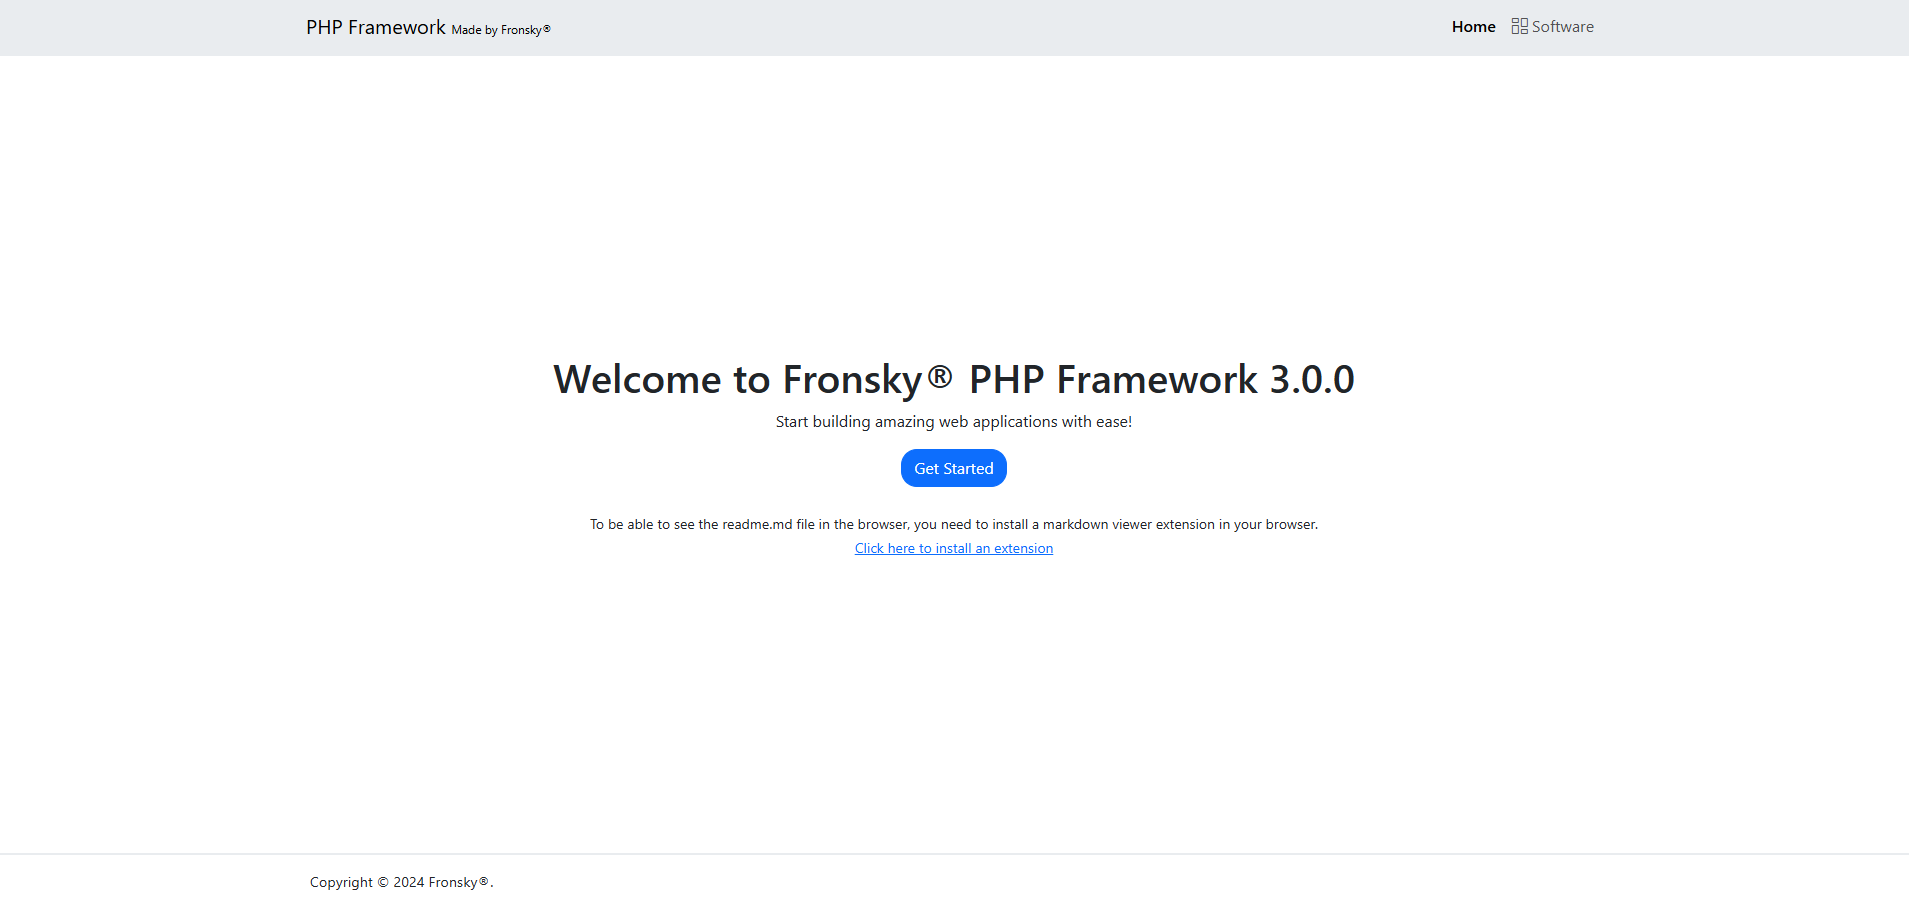 PHP Framework Made by Fronsky®
Home Software
Welcome to Fronsky® PHP Framework 3.0.0
Start building amazing web applications with ease!
Get Started
To be able to see the readme.md file in the browser, you need to install a markdown viewer extension in your browser.
Click here to install an extension
Copyright © 2024 Fronsky®.